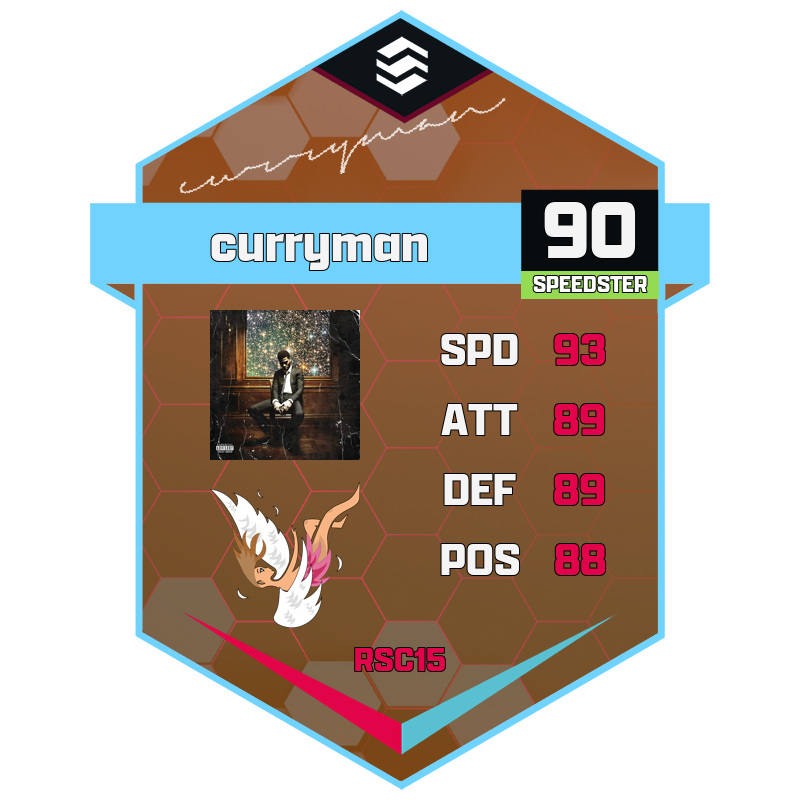 curryman
curryman
90
SPEEDSTER
SPD 93
ATT 89
DEF 89
POS 88
RSC15